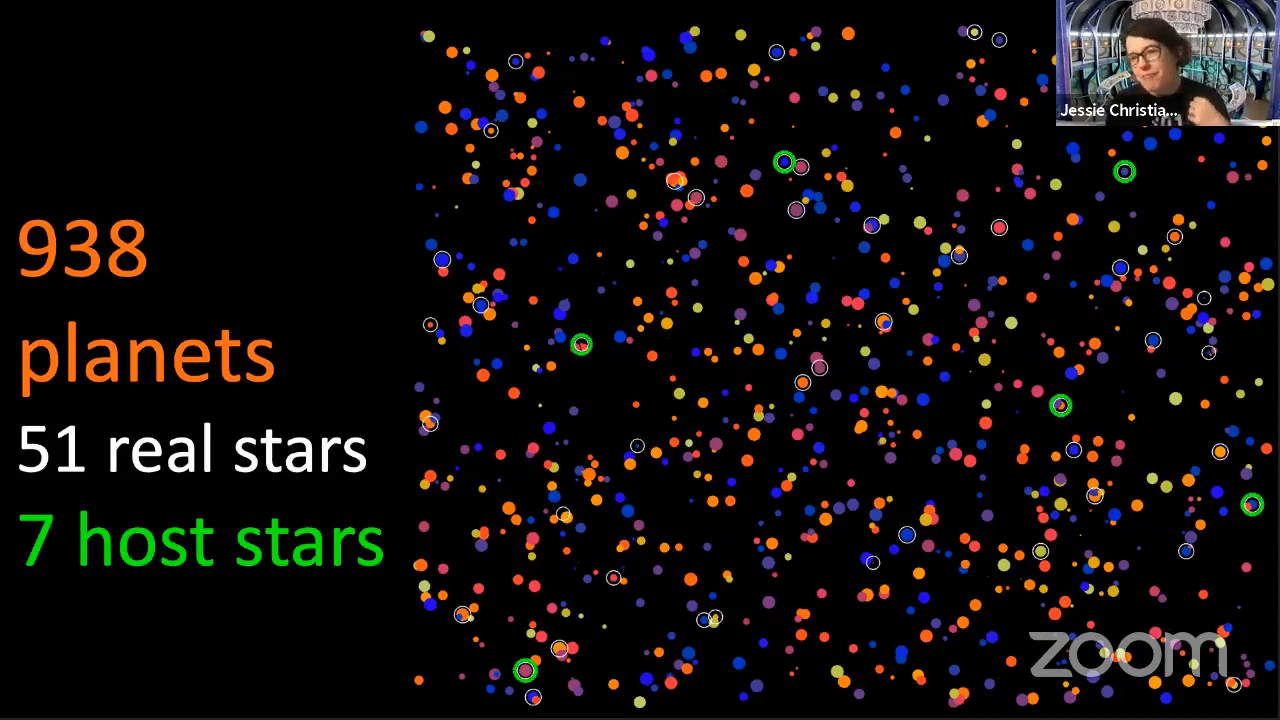 938
planets
51 real stars
7 host stars
Jessie Christia...
zoom